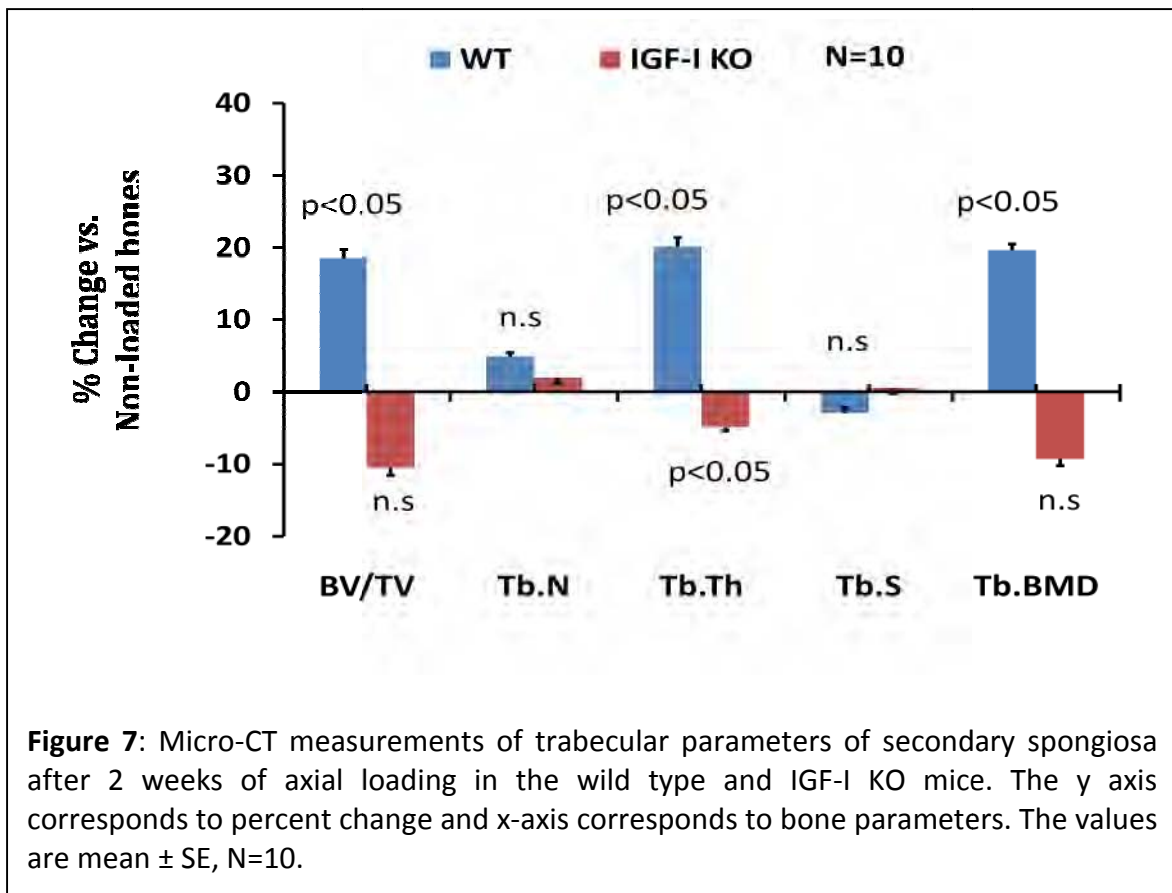 WT IGF-I KO N=10
% Change vs.
Non-loaded bones
40
30
20
10
0
-10
-20
p<0.05
n.s
p<0.05
n.s
p<0.05
n.s
p<0.05
n.s
BV/TV Tb.N Tb.Th Tb.S Tb.BMD
Figure 7: Micro-CT measurements of trabecular parameters of secondary spongiosa
after 2 weeks of axial loading in the wild type and IGF-I KO mice. The y axis
corresponds to percent change and x-axis corresponds to bone parameters. The values
are mean ± SE, N=10.